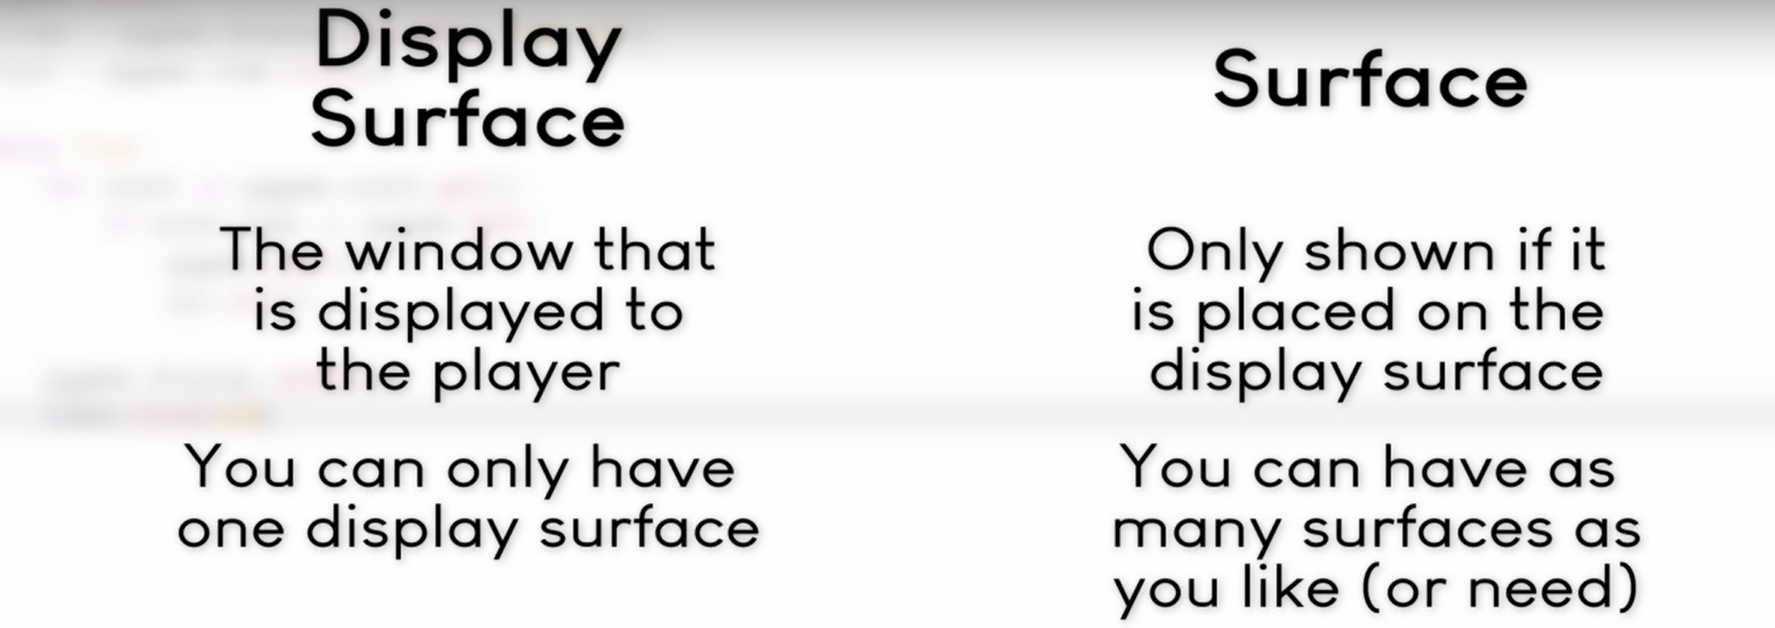 Display
Surface
The window that
is displayed to
the player
You can only have
one display surface
Surface
Only shown if it
is placed on the
display surface
You can have as
many surfaces as
you like (or need)